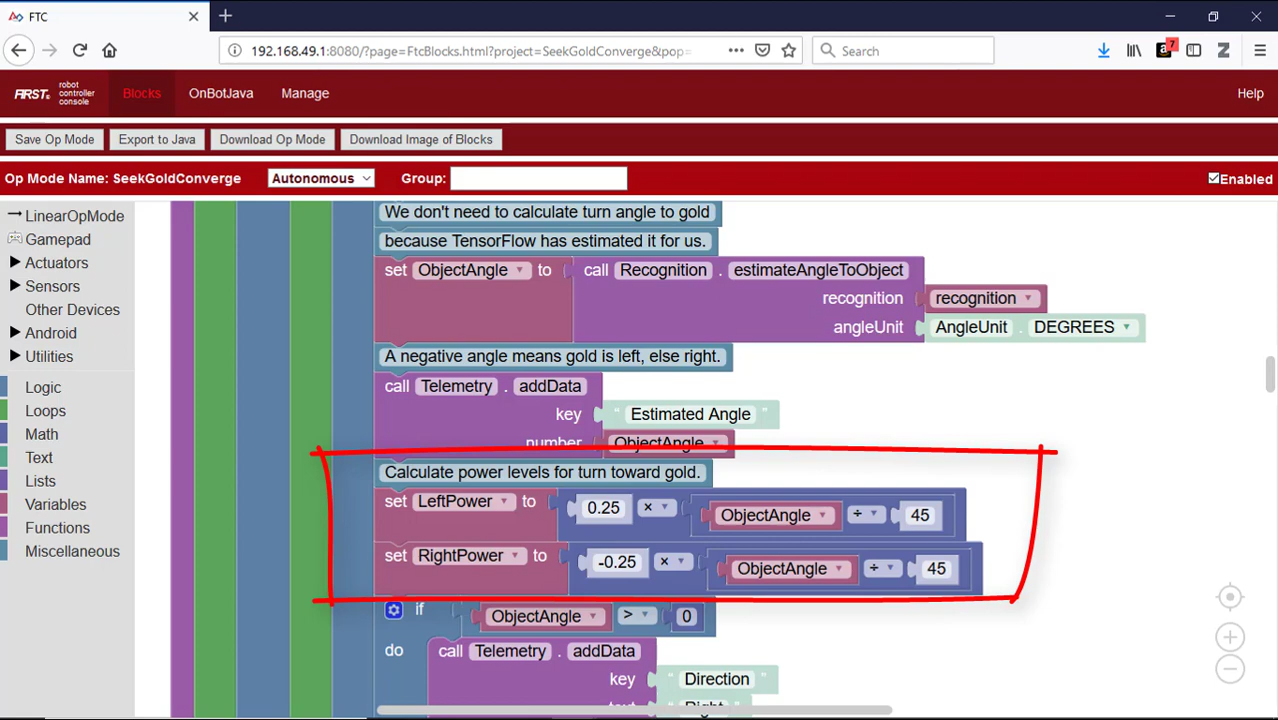 FTC
192.168.49.1:8080/?page=FtcBlocks.html?project=SeekGoldConverge&pop=
Search
7
FIRST robot controller console
Blocks
OnBotJava
Manage
Help
Save Op Mode
Export to Java
Download Op Mode
Download Image of Blocks
Op Mode Name: SeekGoldConverge
Autonomous
Group:
Enabled
LinearOpMode
Gamepad
Actuators
Sensors
Other Devices
Android
Utilities
Logic
Loops
Math
Text
Lists
Variables
Functions
Miscellaneous
We don't need to calculate turn angle to gold
because TensorFlow has estimated it for us.
set ObjectAngle to call Recognition . estimateAngleToObject
recognition recognition
angleUnit AngleUnit . DEGREES
A negative angle means gold is left, else right.
call Telemetry . addData
key “ Estimated Angle ”
number ObjectAngle
Calculate power levels for turn toward gold.
set LeftPower to 0.25 × ObjectAngle ÷ 45
set RightPower to -0.25 × ObjectAngle ÷ 45
if ObjectAngle > 0
do call Telemetry . addData
key “ Direction ”
text “ Right ”